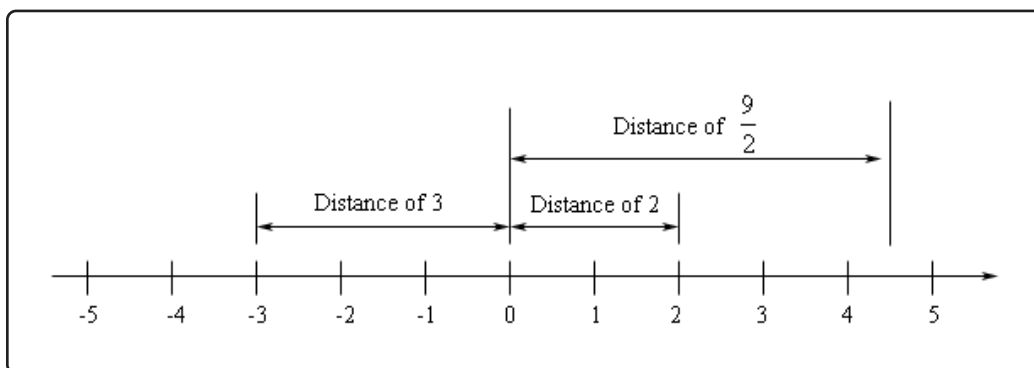 Distance of 9/2
Distance of 3
Distance of 2
-5 -4 -3 -2 -1 0 1 2 3 4 5